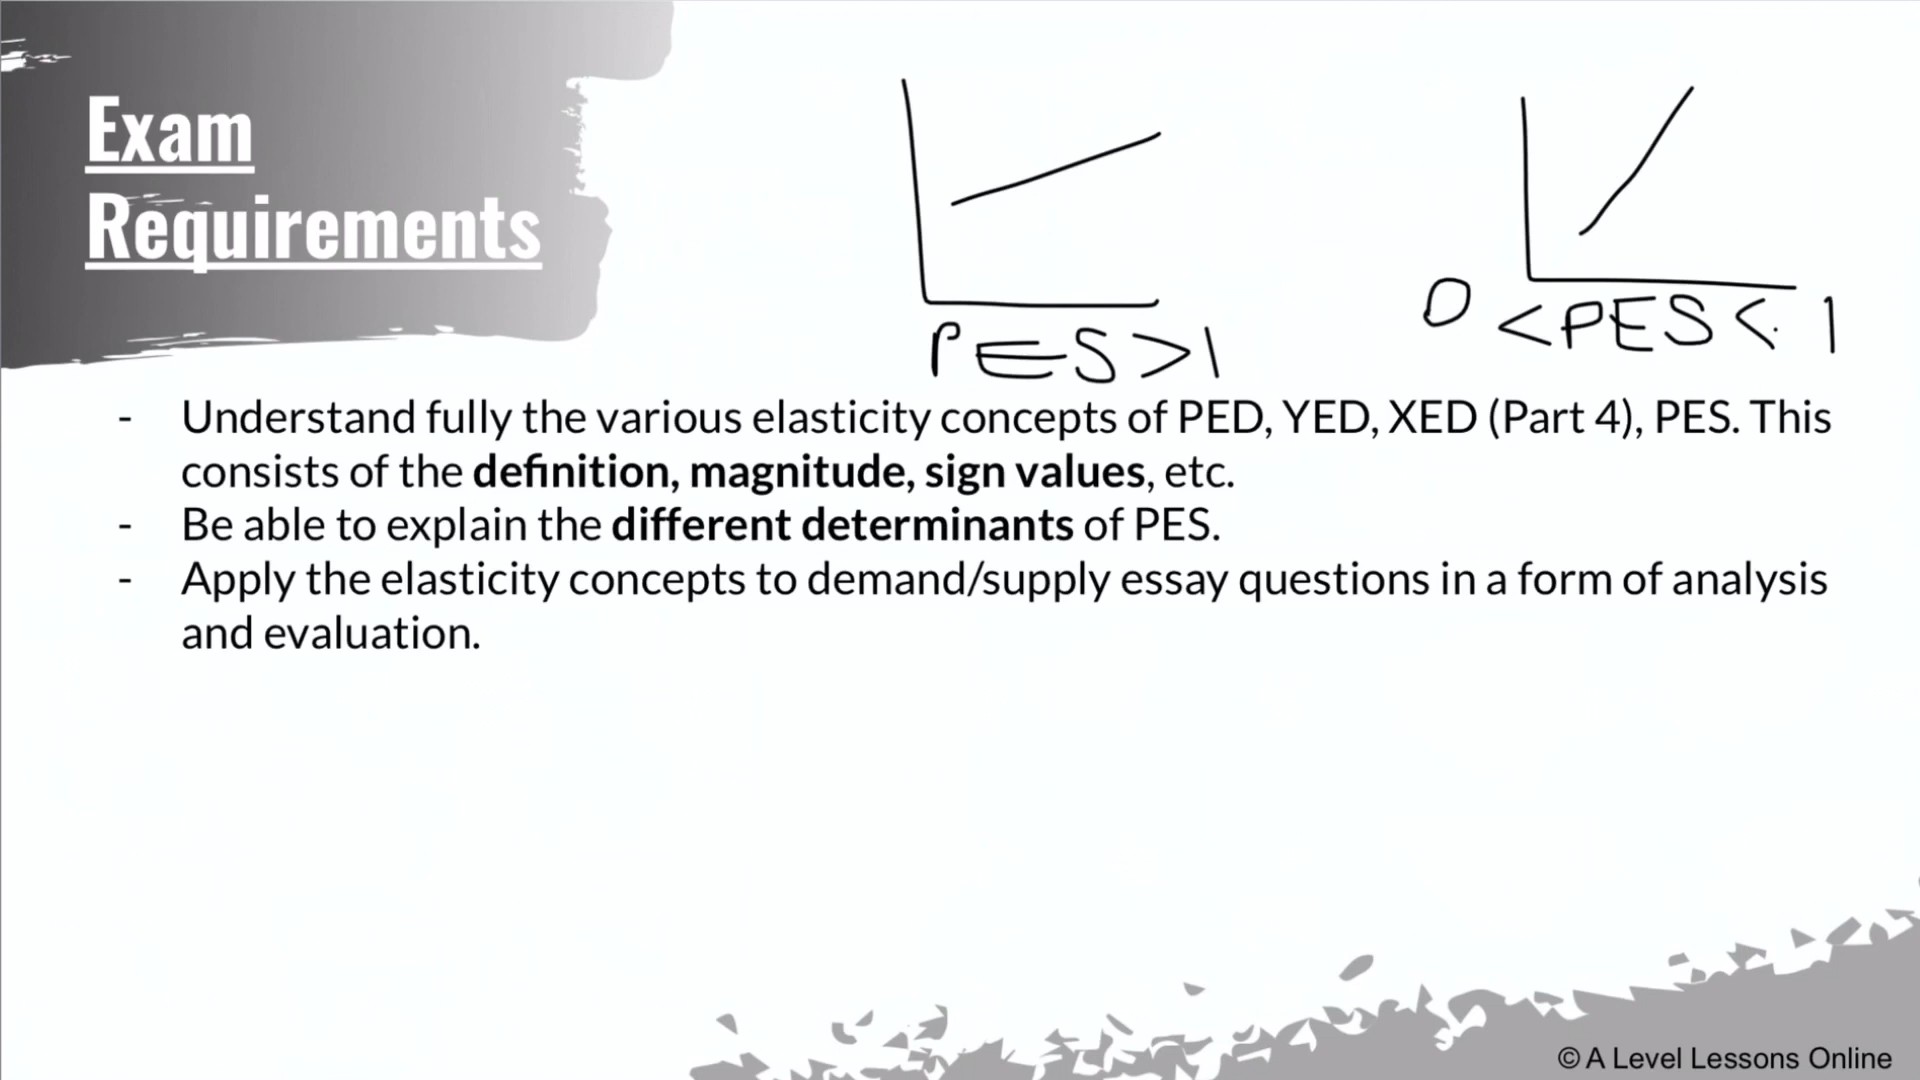 Exam
Requirements
PES>1
0 <PES< 1
- Understand fully the various elasticity concepts of PED, YED, XED (Part 4), PES. This
consists of the definition, magnitude, sign values, etc.
- Be able to explain the different determinants of PES.
- Apply the elasticity concepts to demand/supply essay questions in a form of analysis
and evaluation.
© A Level Lessons Online